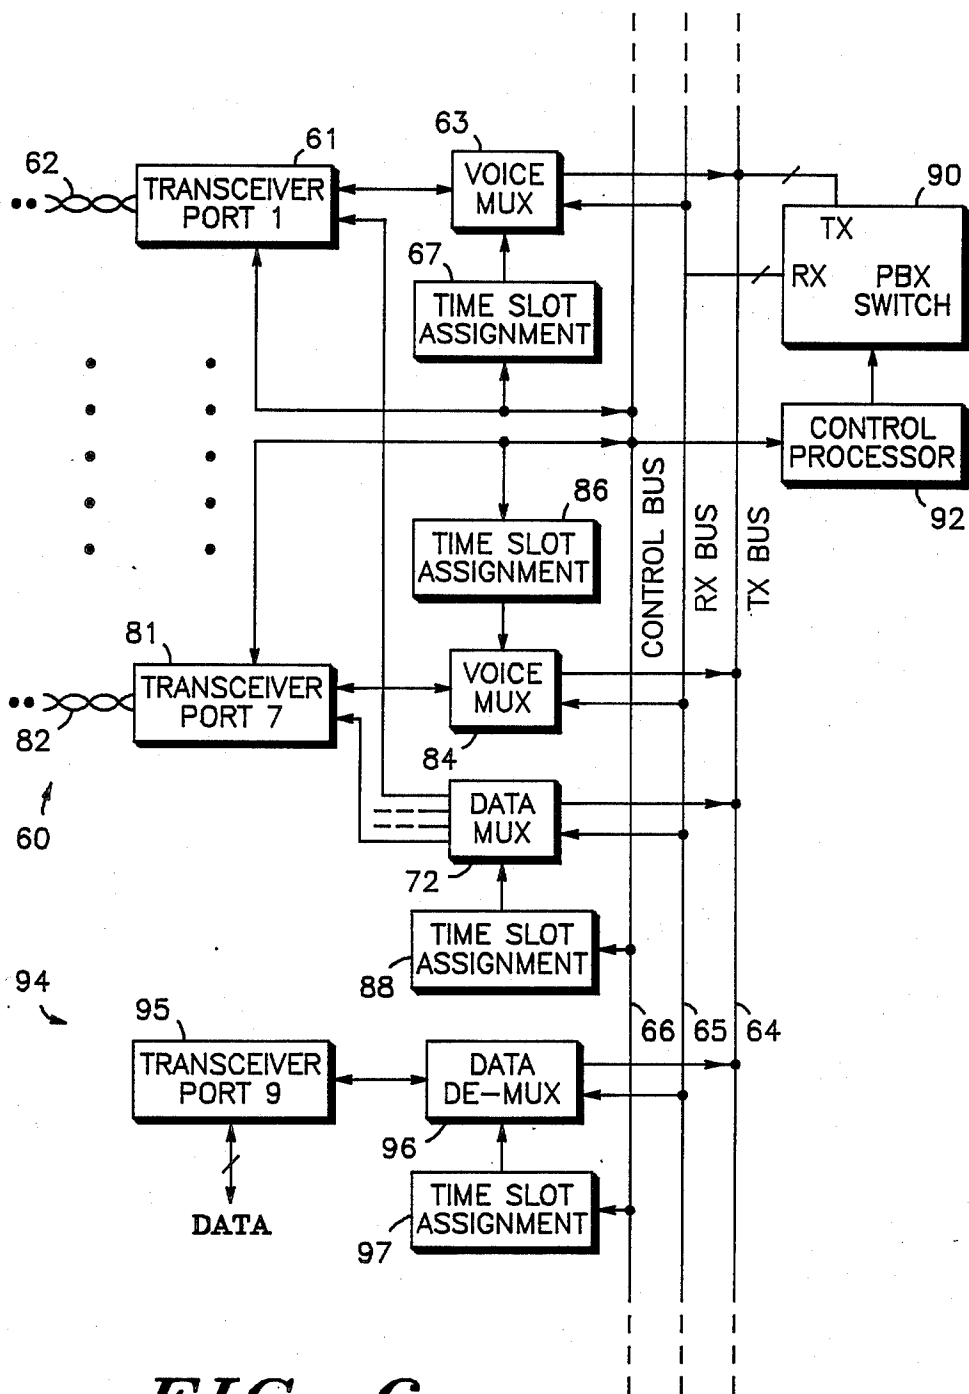 61
62
TRANSCEIVER
PORT 1
63
VOICE
MUX
67
TIME SLOT
ASSIGNMENT
90
TX
RX
PBX
SWITCH
CONTROL
PROCESSOR
92
86
TIME SLOT
ASSIGNMENT
CONTROL BUS
RX BUS
TX BUS
81
TRANSCEIVER
PORT 7
82
60
VOICE
MUX
84
DATA
MUX
72
TIME SLOT
ASSIGNMENT
88
66
65
64
94
95
TRANSCEIVER
PORT 9
DATA
DATA
DE-MUX
96
TIME SLOT
ASSIGNMENT
97
FIG. 6